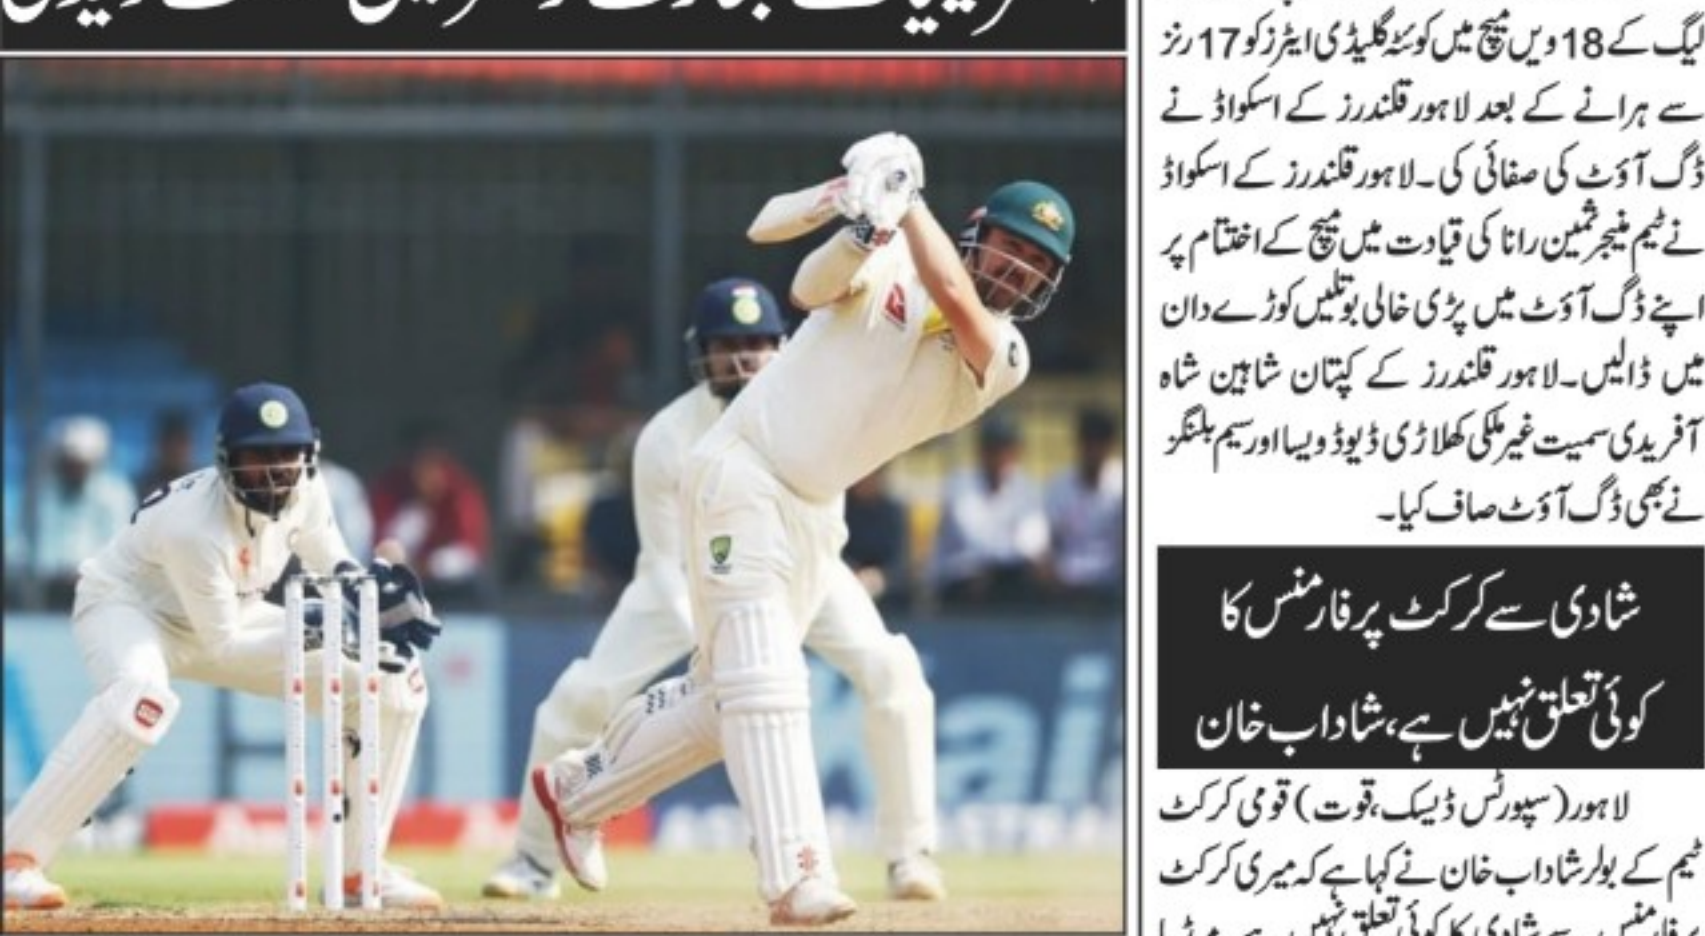 لیگ کے 18 ویں میچ میں کوئٹہ گلیڈی ایٹرز کو 17 رنز
سے ہرانے کے بعد لاہور قلندرز کے اسکواڈ نے
ڈگ آؤٹ کی صفائی کی۔ لاہور قلندرز کے اسکواڈ
نے ٹیم منیجر ثمین رانا کی قیادت میں میچ کے اختتام پر
اپنے ڈگ آؤٹ میں پڑی خالی بوتلیں کوڑے دان
میں ڈالیں۔ لاہور قلندرز کے کپتان شاہین شاہ
آفریدی سمیت غیر ملکی کھلاڑی ڈیوڈ ویسا اور سیم بلنگز
نے بھی ڈگ آؤٹ صاف کیا۔
شادی سے کرکٹ پرفارمنس کا
کوئی تعلق نہیں ہے، شاداب خان
لاہور (سپورٹس ڈیسک، قوت) قومی کرکٹ
ٹیم کے بولر شاداب خان نے کہا ہے کہ میری کرکٹ